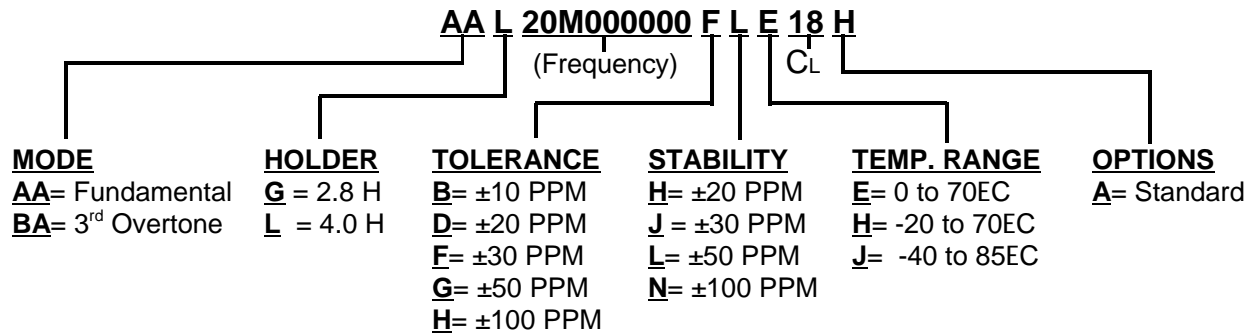 AA L 20M000000 F L E 18 H
(Frequency) CL
MODE HOLDER TOLERANCE STABILITY TEMP. RANGE OPTIONS
AA= Fundamental G = 2.8 H B= ±10 PPM H= ±20 PPM E= 0 to 70EC A= Standard
BA= 3rd Overtone L = 4.0 H D= ±20 PPM J = ±30 PPM H= -20 to 70EC
F= ±30 PPM L= ±50 PPM J= -40 to 85EC
G= ±50 PPM N= ±100 PPM
H= ±100 PPM